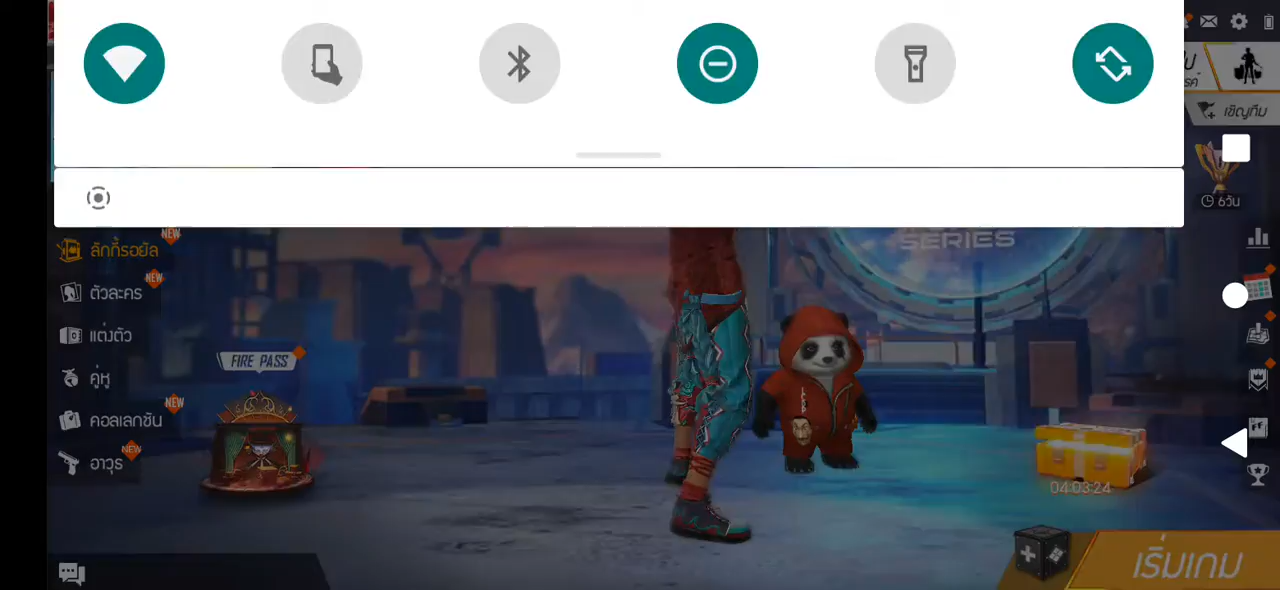 เชิญทีม
6วัน
SERIES
NEW
ลักกี้รอยัล
NEW
ตัวละคร
แต่งตัว
FIRE PASS
คู่หู
NEW
คอลเลกชัน
NEW
อาวุธ
04:03:24
เริ่มเกม